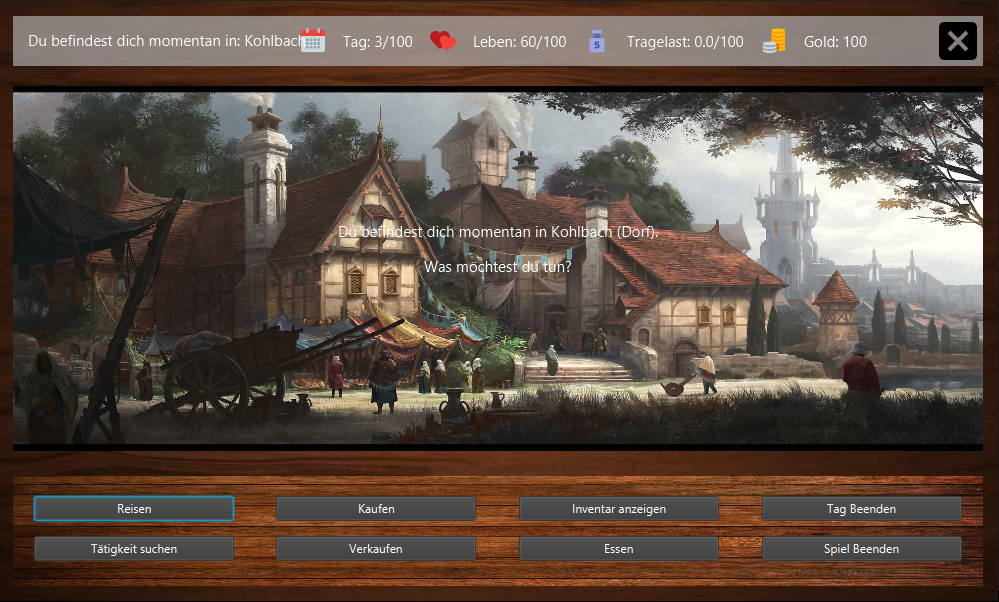 Du befindest dich momentan in: Kohlbach
Tag: 3/100
Leben: 60/100
5
Tragelast: 0.0/100
Gold: 100
Du befindest dich momentan in Kohlbach (Dorf).
Was möchtest du tun?
Reisen
Kaufen
Inventar anzeigen
Tag Beenden
Tätigkeit suchen
Verkaufen
Essen
Spiel Beenden